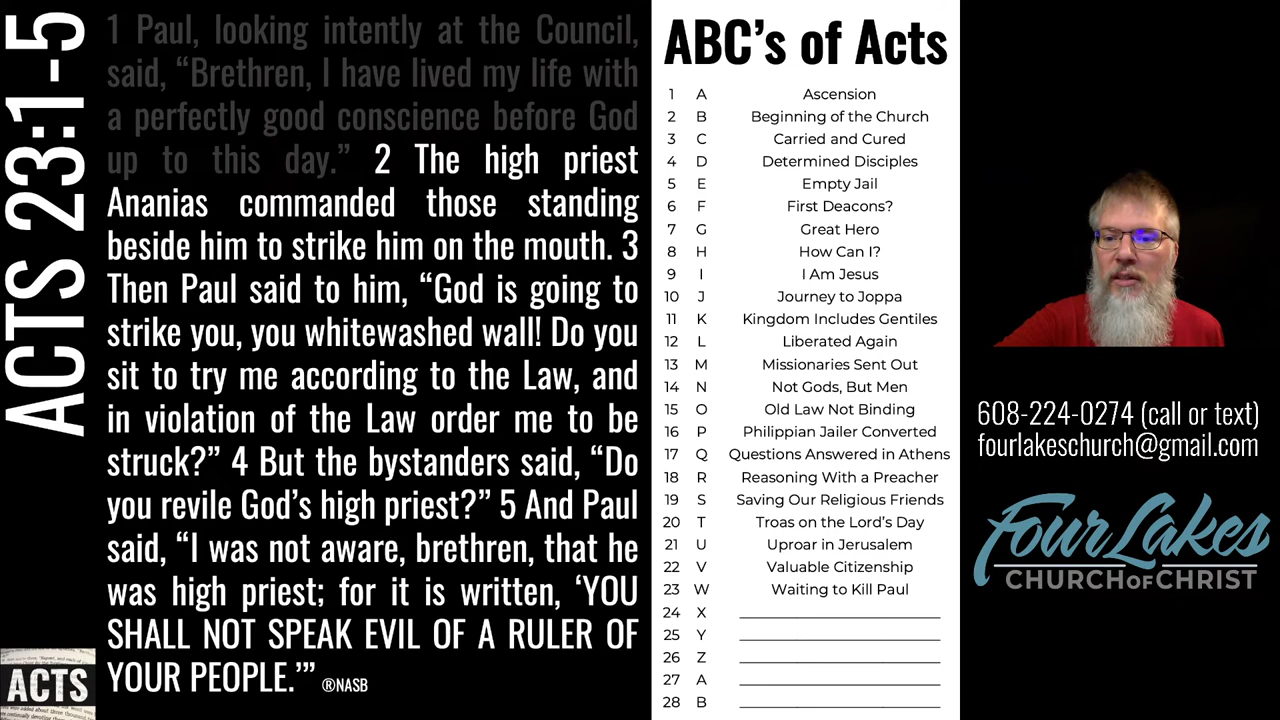 ACTS 23:1-5
1 Paul, looking intently at the Council,
said, “Brethren, I have lived my life with
a perfectly good conscience before God
up to this day.” 2 The high priest
Ananias commanded those standing
beside him to strike him on the mouth. 3
Then Paul said to him, “God is going to
strike you, you whitewashed wall! Do you
sit to try me according to the Law, and
in violation of the Law order me to be
struck?” 4 But the bystanders said, “Do
you revile God’s high priest?” 5 And Paul
said, “I was not aware, brethren, that he
was high priest; for it is written, ‘YOU
SHALL NOT SPEAK EVIL OF A RULER OF
YOUR PEOPLE.’” ®NASB
ACTS
ABC’s of Acts
1 A Ascension
2 B Beginning of the Church
3 C Carried and Cured
4 D Determined Disciples
5 E Empty Jail
6 F First Deacons?
7 G Great Hero
8 H How Can I?
9 I I Am Jesus
10 J Journey to Joppa
11 K Kingdom Includes Gentiles
12 L Liberated Again
13 M Missionaries Sent Out
14 N Not Gods, But Men
15 O Old Law Not Binding
16 P Philippian Jailer Converted
17 Q Questions Answered in Athens
18 R Reasoning With a Preacher
19 S Saving Our Religious Friends
20 T Troas on the Lord’s Day
21 U Uproar in Jerusalem
22 V Valuable Citizenship
23 W Waiting to Kill Paul
24 X
25 Y
26 Z
27 A
28 B
608-224-0274 (call or text)
fourlakeschurch@gmail.com
Four Lakes
CHURCH OF CHRIST